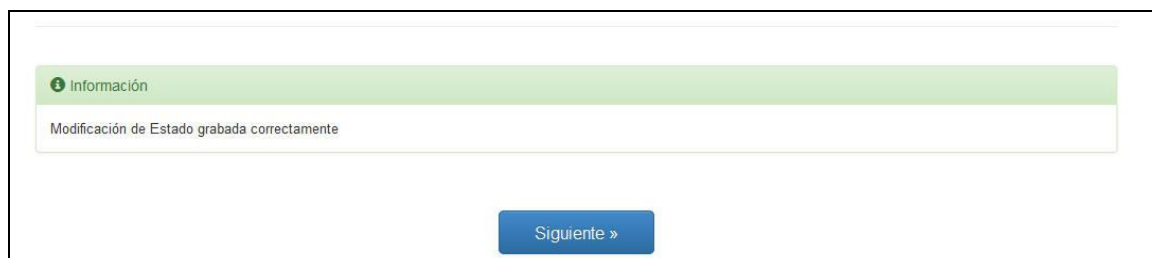 Información
Modificación de Estado grabada correctamente
Siguiente »